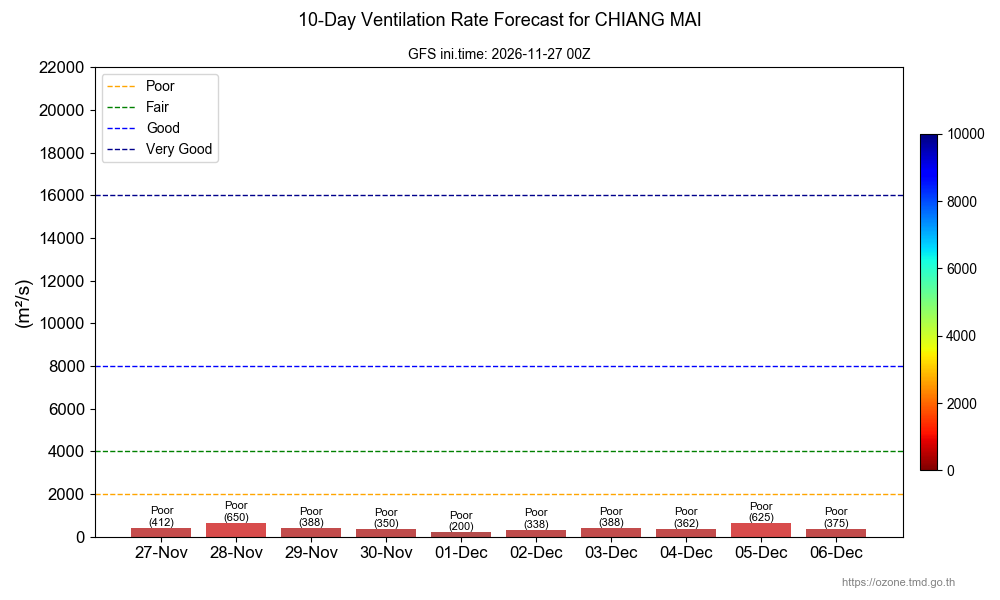 10-Day Ventilation Rate Forecast for CHIANG MAI
GFS ini.time: 2026-11-27 00Z
(m²/s)
22000
20000
18000
16000
14000
12000
10000
8000
6000
4000
2000
0
Poor
Fair
Good
Very Good
Poor
(412)
Poor
(650)
Poor
(388)
Poor
(350)
Poor
(200)
Poor
(338)
Poor
(388)
Poor
(362)
Poor
(625)
Poor
(375)
27-Nov 28-Nov 29-Nov 30-Nov 01-Dec 02-Dec 03-Dec 04-Dec 05-Dec 06-Dec
10000
8000
6000
4000
2000
0
https://ozone.tmd.go.th